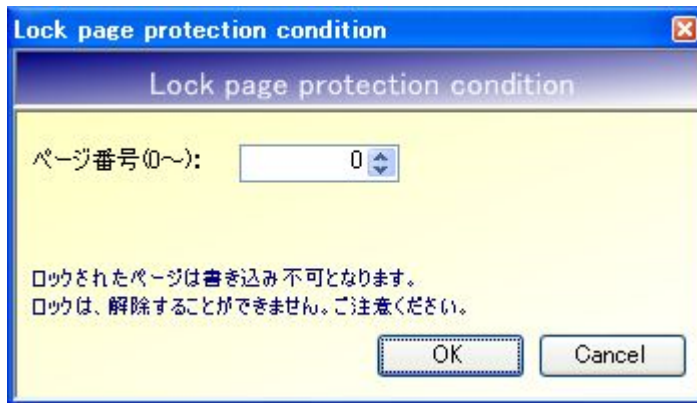 Lock page protection condition
Lock page protection condition
ページ番号(0～): 0
ロックされたページは書き込み不可となります。
ロックは、解除することができません。ご注意ください。
OK Cancel